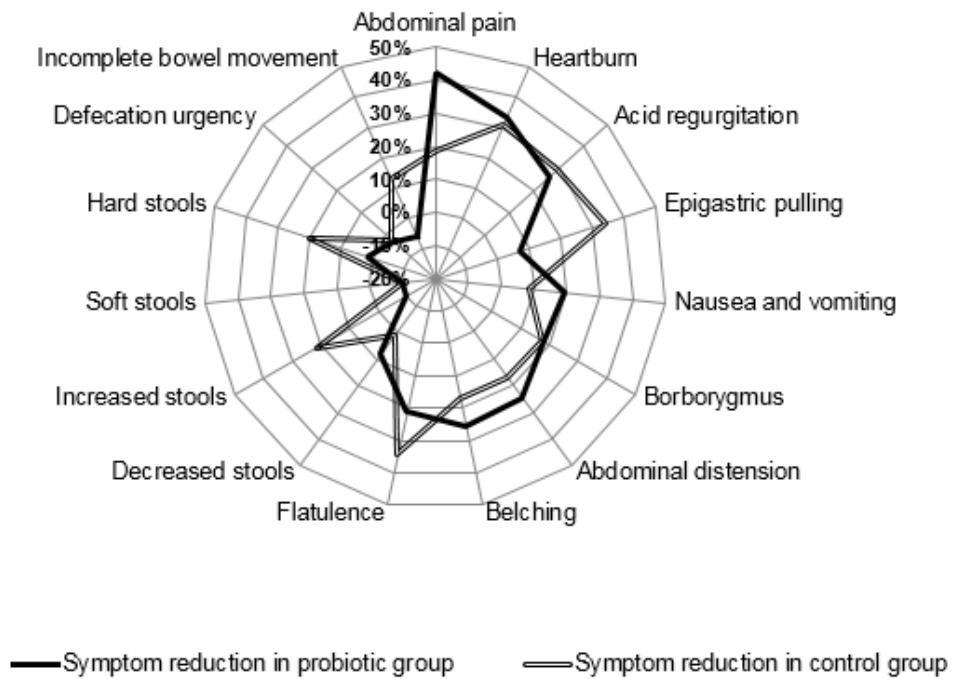 Abdominal pain
50%
Incomplete bowel movement
Heartburn
40%
Defecation urgency
Acid regurgitation
30%
20%
10%
Hard stools
Epigastric pulling
0%
-10%
-20%
Soft stools
Nausea and vomiting
Increased stools
Borborygmus
Decreased stools
Abdominal distension
Flatulence
Belching
Symptom reduction in probiotic group
Symptom reduction in control group